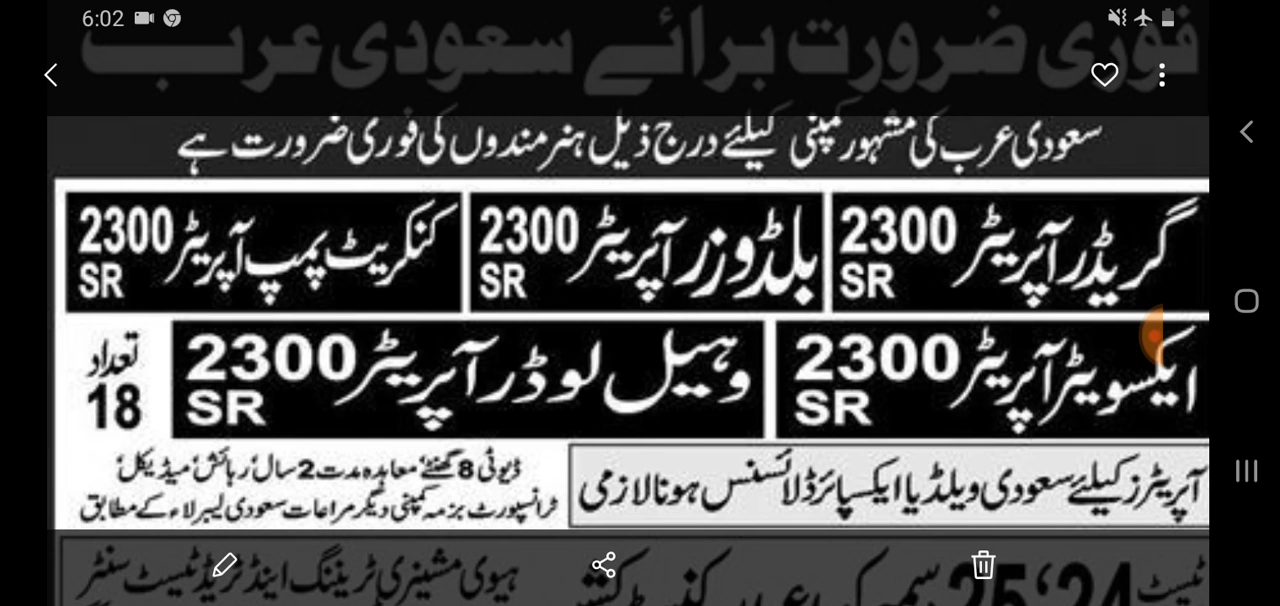 6:02
فوری ضرورت برائے سعودی عرب
سعودی عرب کی مشہور کمپنی کیلئے درج ذیل ہنرمندوں کی فوری ضرورت ہے
گریڈر آپریٹر 2300 SR
بلڈوزر آپریٹر 2300 SR
کنکریٹ پمپ آپریٹر 2300 SR
ایکسویٹر آپریٹر 2300 SR
وہیل لوڈر آپریٹر 2300 SR
تعداد 18
آپریٹرز کیلئے سعودی ویلڈ یا ایکسپائرڈ لائسنس ہونا لازمی
ڈیوٹی 8 گھنٹے، معاہدہ مدت 2 سال، رہائش، میڈیکل،
ٹرانسپورٹ بزمہ کمپنی دیگر مراعات سعودی لیبر لاء کے مطابق
ٹیسٹ 24، 25
ہیوی مشینری ٹریننگ اینڈ ٹریڈ ٹیسٹ سنٹر